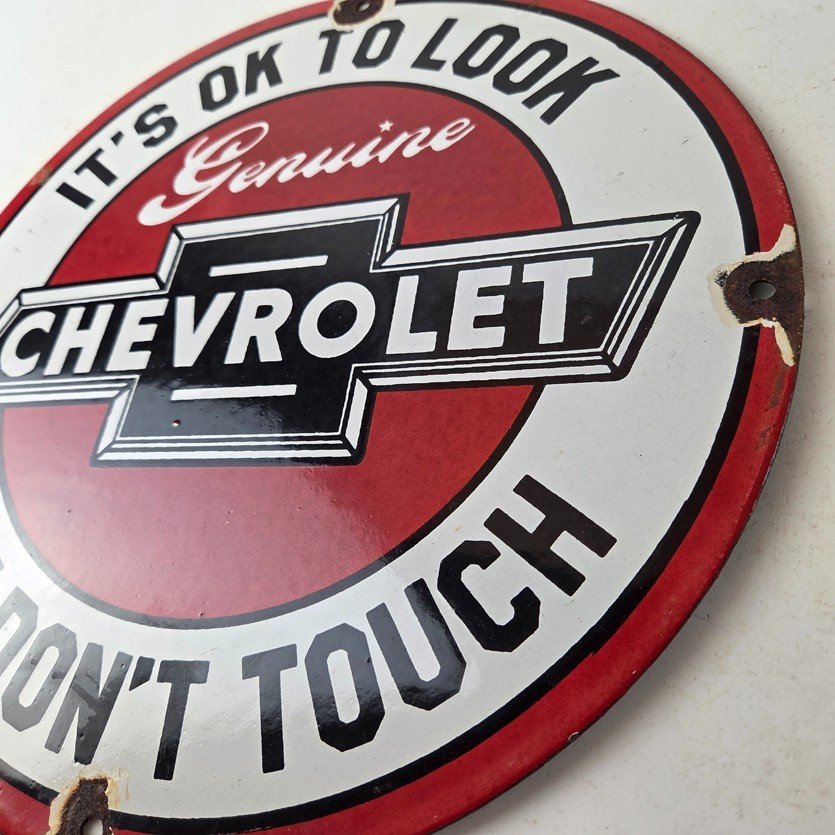 IT'S OK TO LOOK
Genuine
CHEVROLET
DON'T TOUCH